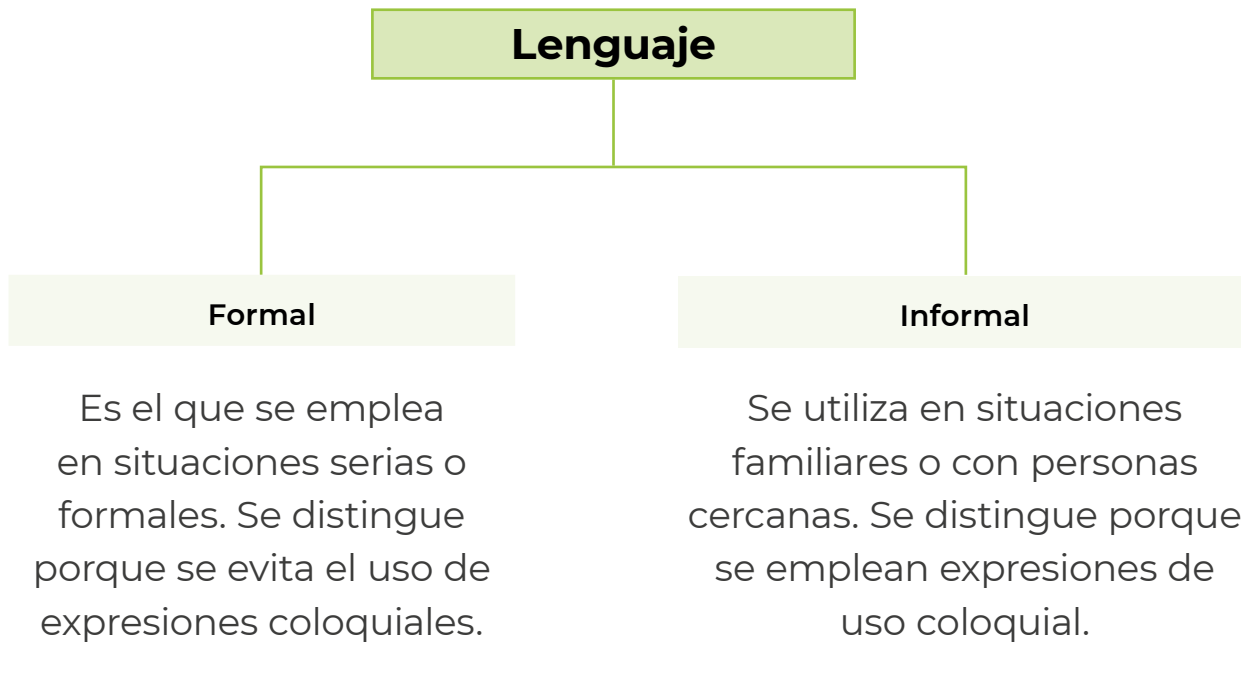 Lenguaje
Formal
Es el que se emplea
en situaciones serias o
formales. Se distingue
porque se evita el uso de
expresiones coloquiales.
Informal
Se utiliza en situaciones
familiares o con personas
cercanas. Se distingue porque
se emplean expresiones de
uso coloquial.